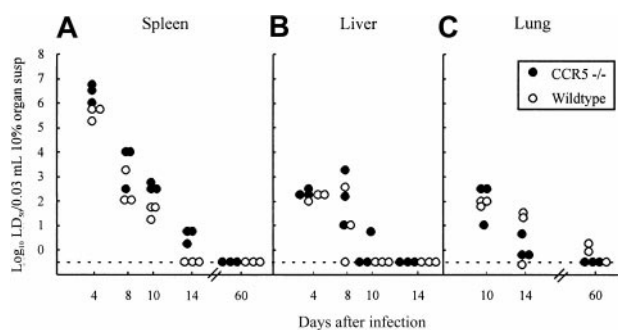 A Spleen B Liver C Lung
CCR5 -/-
Wildtype
Log₁₀ LD₅₀/0.03 mL 10% organ susp
8
7
6
5
4
3
2
1
0
4 8 10 14 60 4 8 10 14 10 14 60
Days after infection